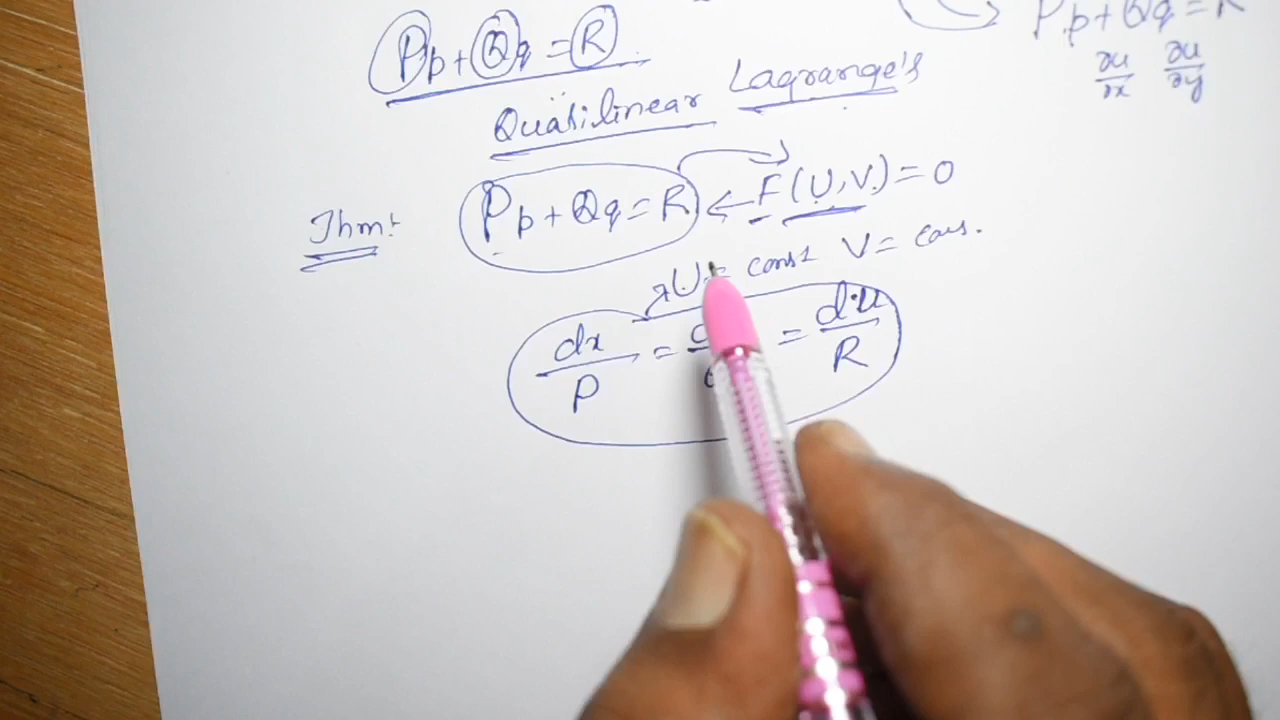 Pp + Qq = R
Pp + Qq = R
∂u/∂x ∂u/∂y
Quasilinear Lagrange's
Thm: Pp + Qq = R ← F(U, V) = 0
U = const V = cons.
dx/P = = du/R